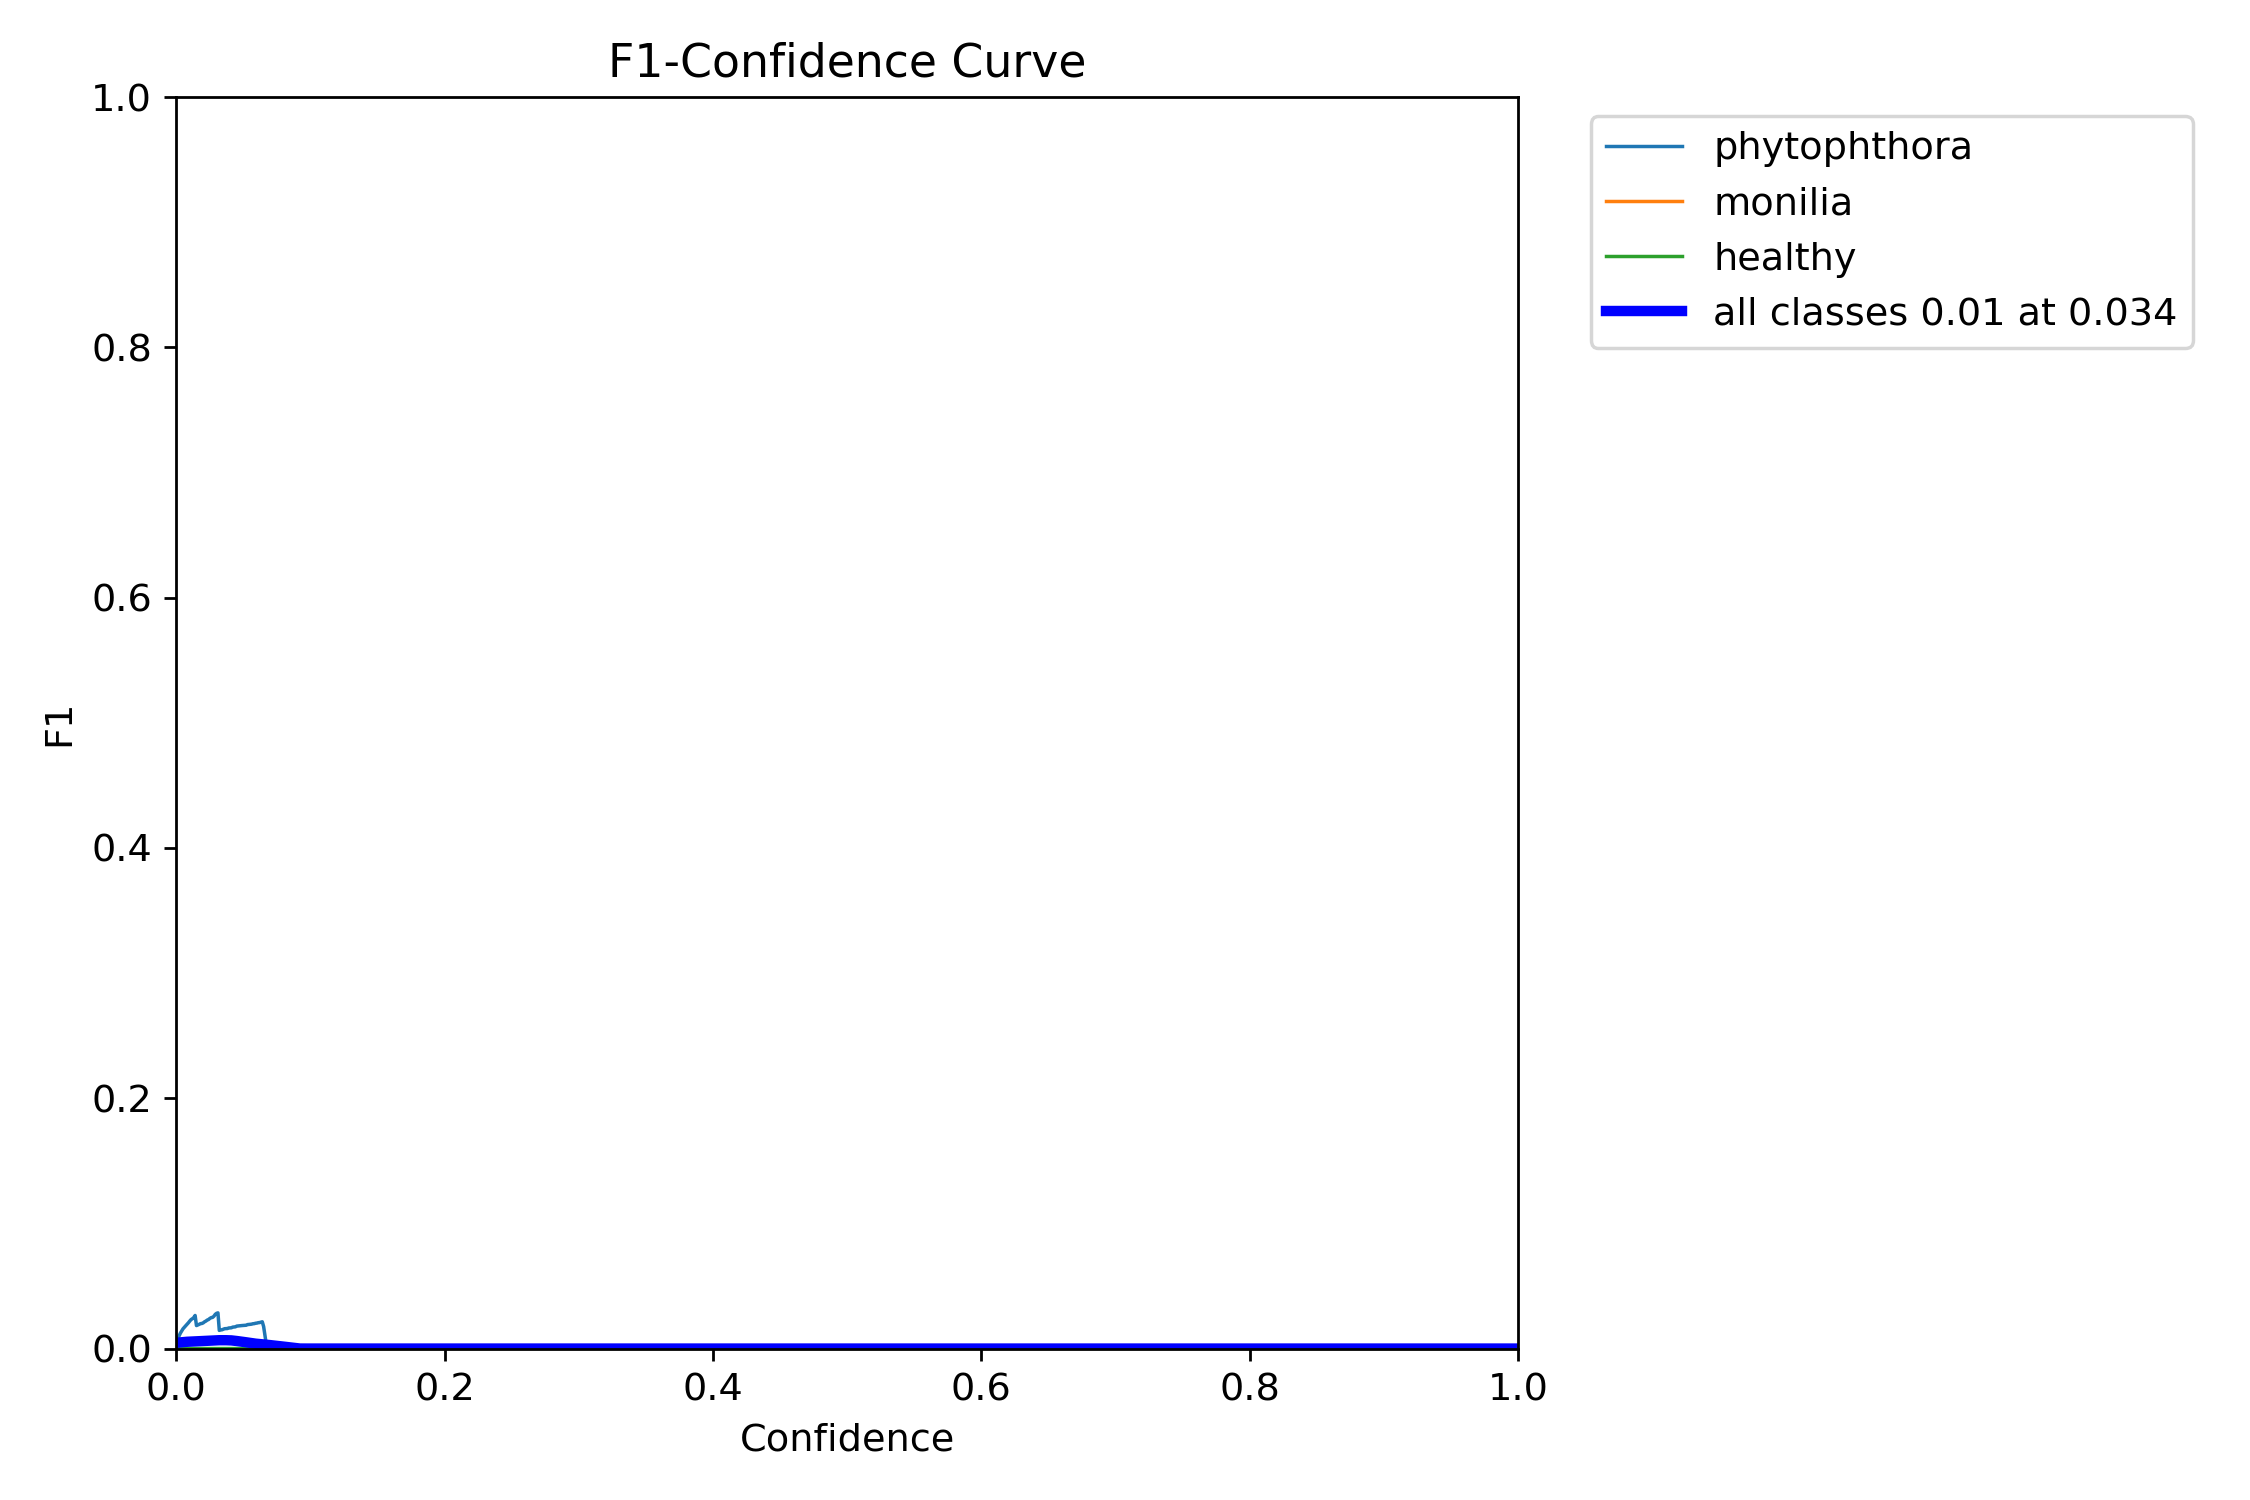 F1-Confidence Curve
1.0
0.8
0.6
0.4
0.2
0.0
F1
0.0 0.2 0.4 0.6 0.8 1.0
Confidence
phytophthora
monilia
healthy
all classes 0.01 at 0.034